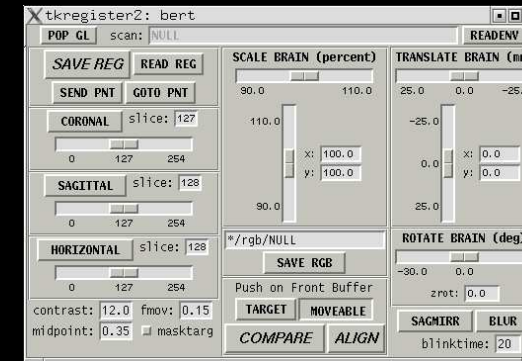 tkregister2: bert
POP GL scan: NULL READENV
SAVE REG READ REG
SEND PNT GOTO PNT
CORONAL slice: 127
0 127 254
SAGITTAL slice: 128
0 127 254
HORIZONTAL slice: 128
0 127 254
contrast: 12.0 fmov: 0.15
midpoint: 0.35 masktarg
SCALE BRAIN (percent)
90.0 110.0
110.0
x: 100.0
y: 100.0
90.0
*/rgb/NULL
SAVE RGB
Push on Front Buffer
TARGET MOVEABLE
COMPARE ALIGN
TRANSLATE BRAIN (mm
25.0 0.0 -25.
-25.0
0.0
x: 0.0
y: 0.0
25.0
ROTATE BRAIN (deg)
-30.0 0.0
zrot: 0.0
SAGMIRR BLUR
blinktime: 20